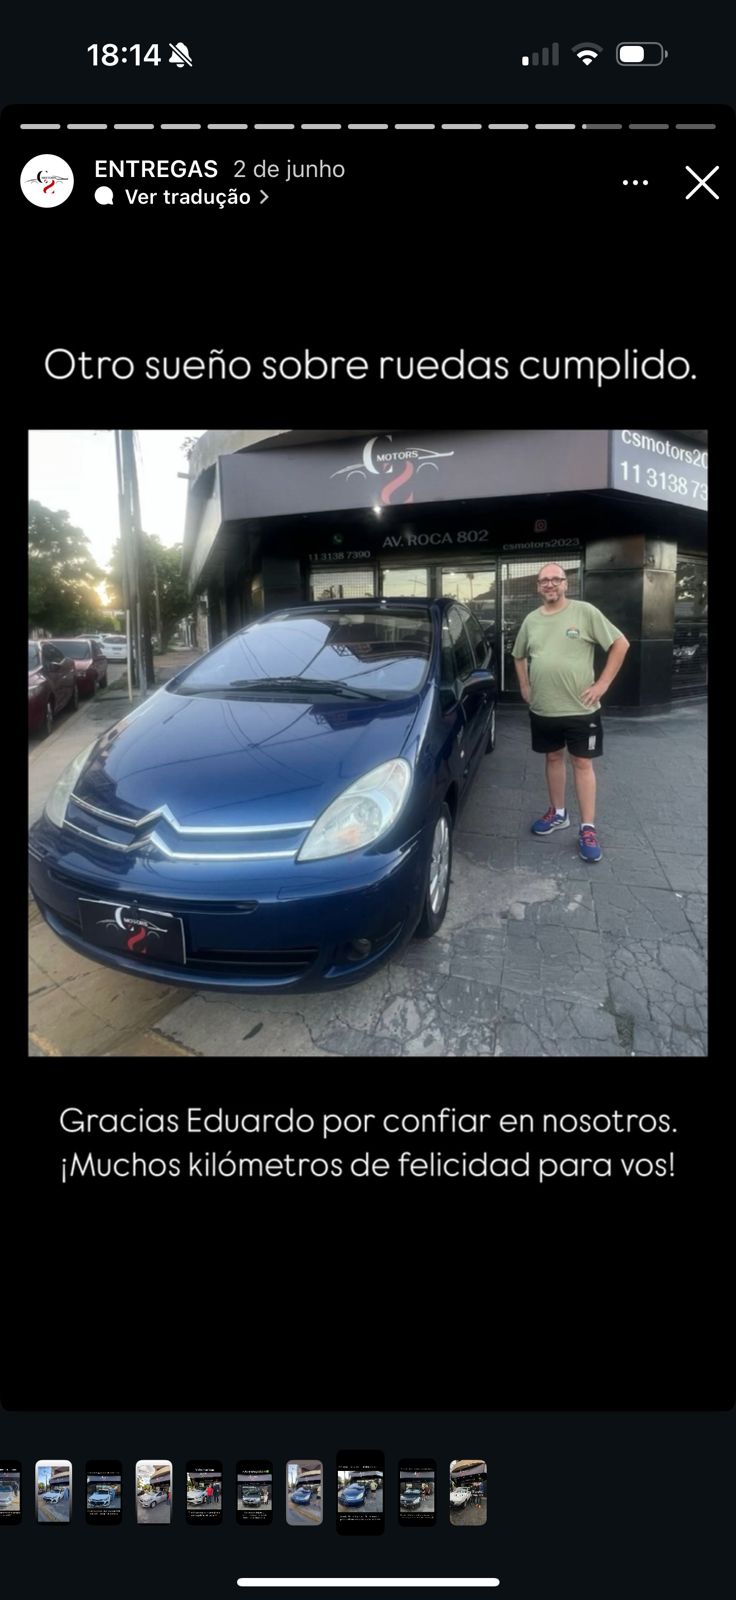 18:14
ENTREGAS 2 de junho
Ver tradução
Otro sueño sobre ruedas cumplido.
MOTORS
csmotors20
11 3138 73
AV. ROCA 802
11 3138 7390
csmotors2023
MOTORS
Gracias Eduardo por confiar en nosotros.
¡Muchos kilómetros de felicidad para vos!